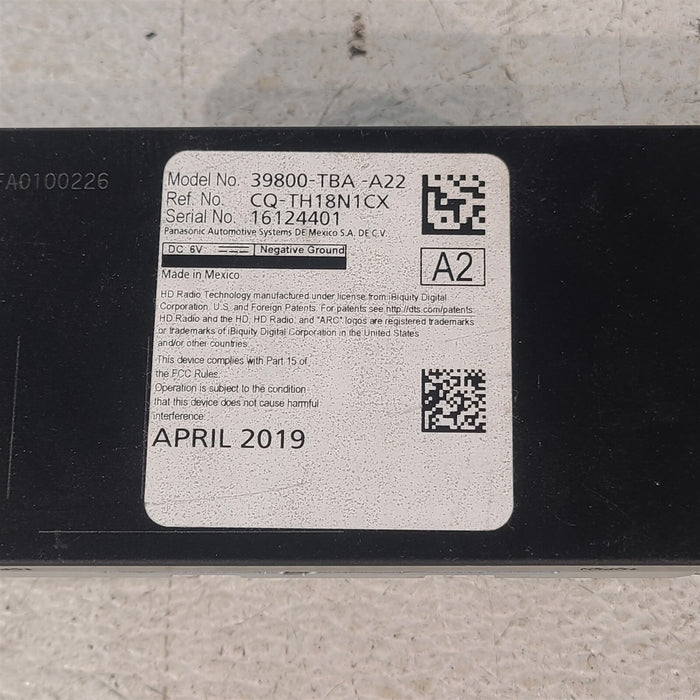 FA0100226
Model No. 39800-TBA -A22
Ref. No. CQ-TH18N1CX
Serial No. 16124401
Panasonic Automotive Systems DE Mexico S.A. DE C.V.
DC 6V Negative Ground
A2
Made in Mexico
HD Radio Technology manufactured under license from iBiquity Digital
Corporation, U.S. and Foreign Patents. For patents see http://dts.com/patents.
HD Radio and the HD, HD Radio, and "ARC" logos are registered trademarks
or trademarks of iBiquity Digital Corporation in the United States
and/or other countries.
This device complies with Part 15 of
the FCC Rules.
Operation is subject to the condition
that this device does not cause harmful
interference.
APRIL 2019